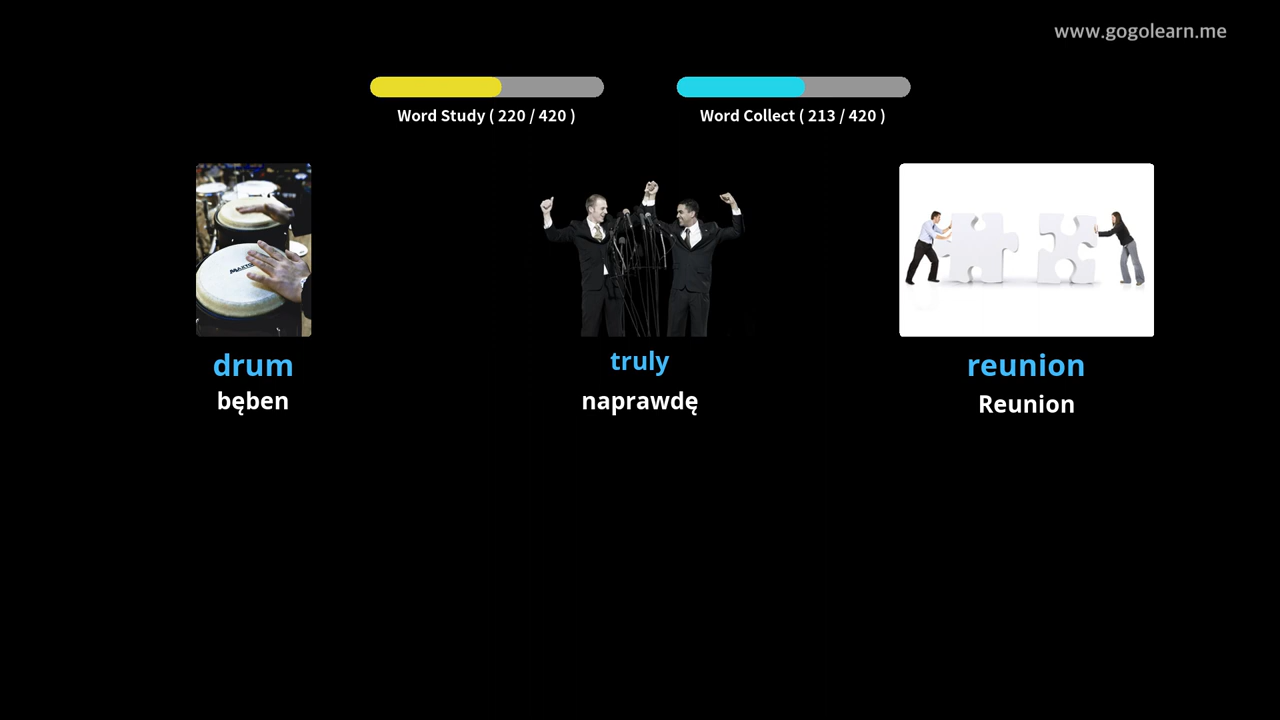 www.gogolearn.me
Word Study ( 220 / 420 )
Word Collect ( 213 / 420 )
drum
truly
reunion
bęben
naprawdę
Reunion